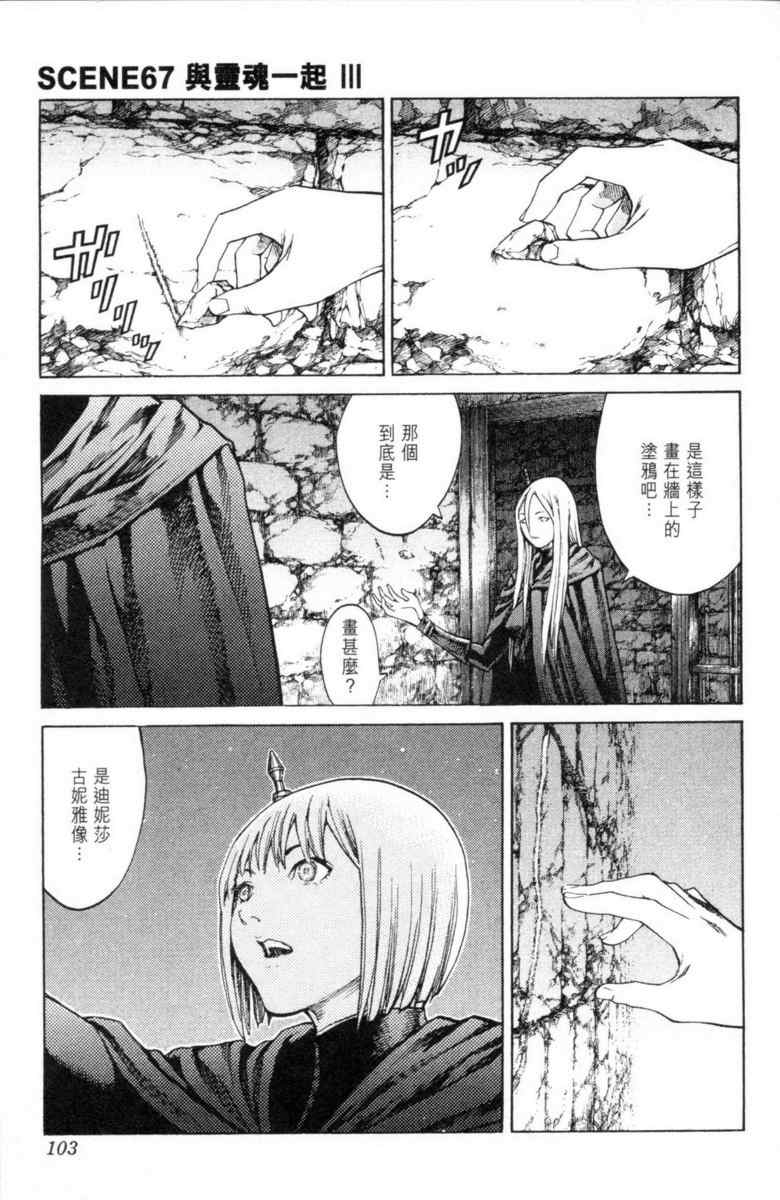 SCENE67 與靈魂一起 III
ガッ
ガリガリ
是這樣子
畫在牆上的
塗鴉吧…
那個
到底是…
畫甚麼?
是迪妮莎
古妮雅像…
103